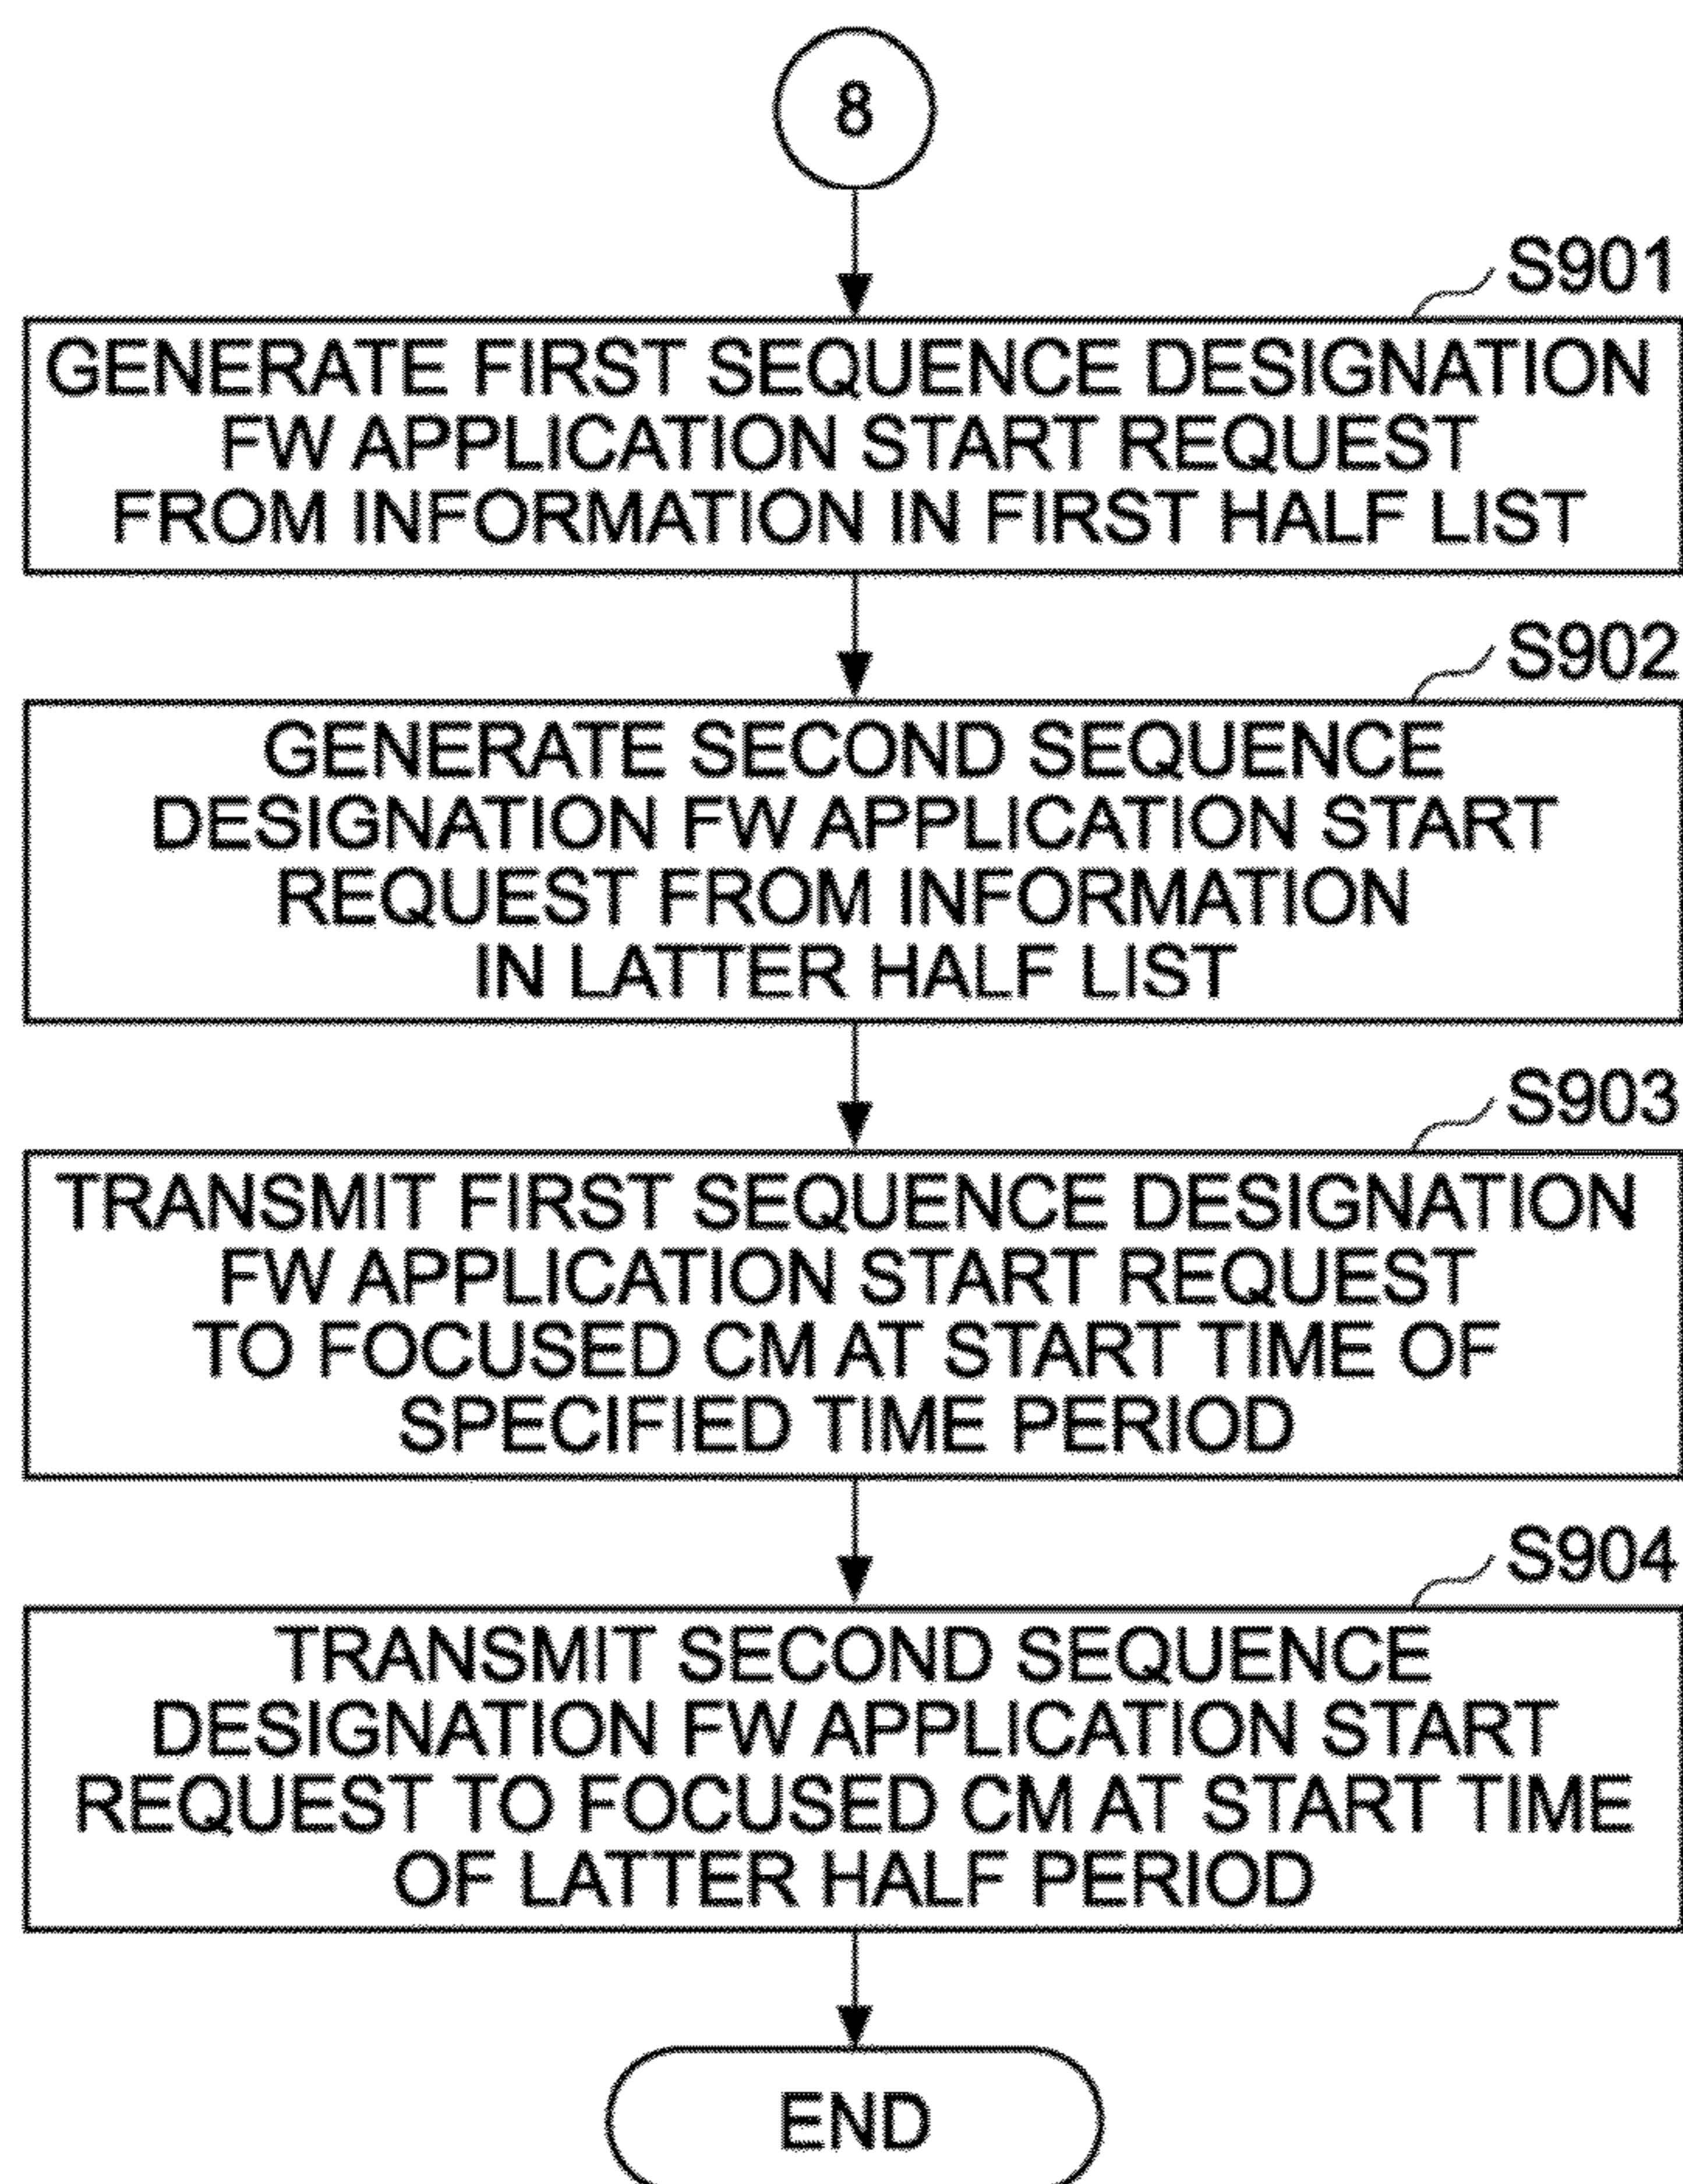 8
S901
GENERATE FIRST SEQUENCE DESIGNATION
FW APPLICATION START REQUEST
FROM INFORMATION IN FIRST HALF LIST
S902
GENERATE SECOND SEQUENCE
DESIGNATION FW APPLICATION START
REQUEST FROM INFORMATION
IN LATTER HALF LIST
S903
TRANSMIT FIRST SEQUENCE DESIGNATION
FW APPLICATION START REQUEST
TO FOCUSED CM AT START TIME OF
SPECIFIED TIME PERIOD
S904
TRANSMIT SECOND SEQUENCE
DESIGNATION FW APPLICATION START
REQUEST TO FOCUSED CM AT START TIME
OF LATTER HALF PERIOD
END